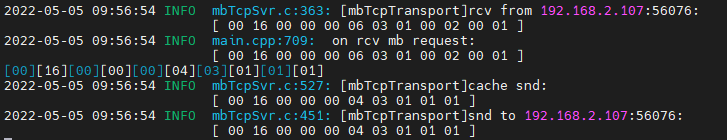 2022-05-05 09:56:54 INFO mbTcpSvr.c:363: [mbTcpTransport]rcv from 192.168.2.107:56076:
[ 00 16 00 00 00 06 03 01 00 02 00 01 ]
2022-05-05 09:56:54 INFO main.cpp:709: on rcv mb request:
[ 00 16 00 00 00 06 03 01 00 02 00 01 ]
[00][16][00][00][00][04][03][01][01][01]
2022-05-05 09:56:54 INFO mbTcpSvr.c:527: [mbTcpTransport]cache snd:
[ 00 16 00 00 00 04 03 01 01 01 ]
2022-05-05 09:56:54 INFO mbTcpSvr.c:451: [mbTcpTransport]snd to 192.168.2.107:56076:
[ 00 16 00 00 00 04 03 01 01 01 ]